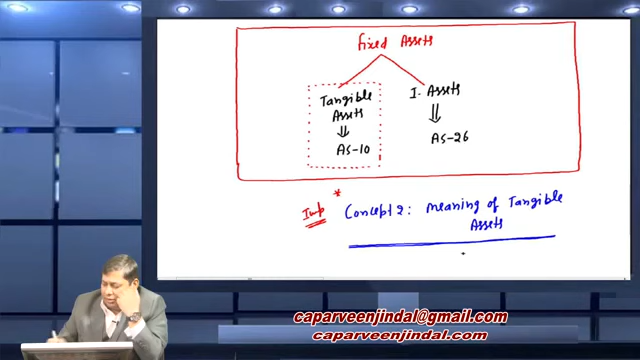 Fixed Assets
Tangible Assets
I. Assets
⇓
⇓
AS-10
AS-26
*
Imp
Concept 2: Meaning of Tangible
Assets
caparveenjindal@gmail.com
caparveenjindal.com